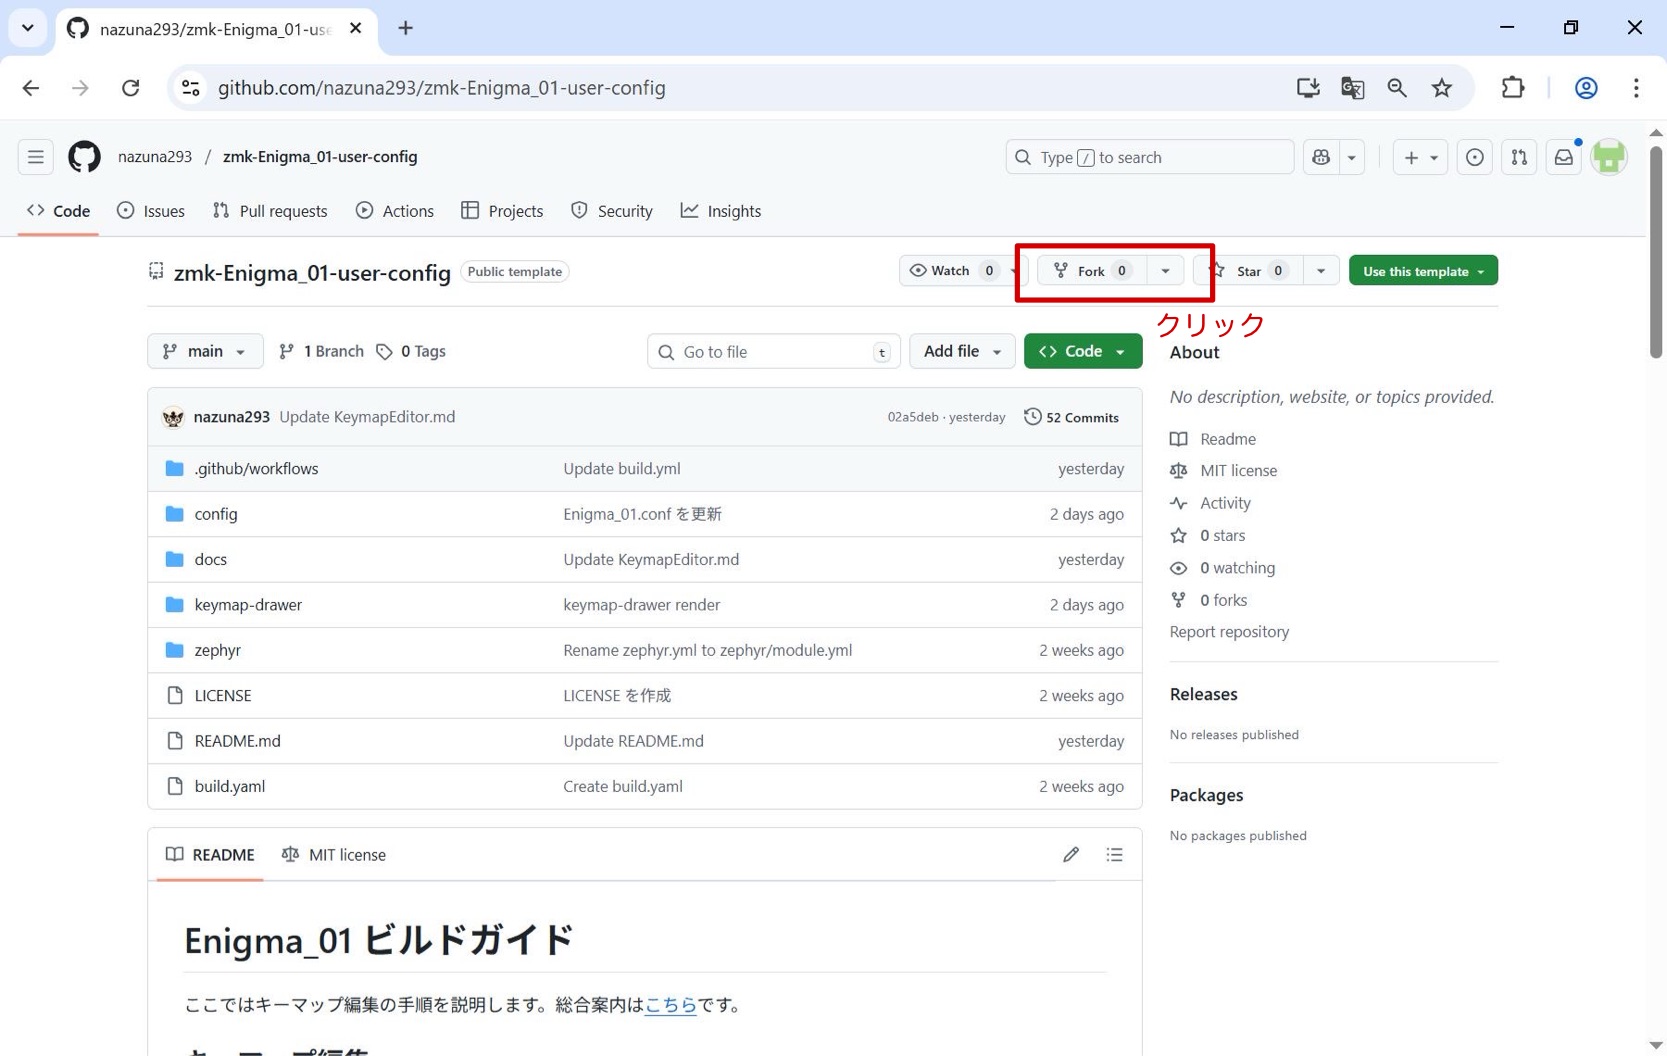 nazuna293/zmk-Enigma_01-use
github.com/nazuna293/zmk-Enigma_01-user-config
nazuna293 / zmk-Enigma_01-user-config
Type / to search
Code Issues Pull requests Actions Projects Security Insights
zmk-Enigma_01-user-config Public template
Watch 0 Fork 0 Star 0 Use this template
クリック
main 1 Branch 0 Tags Go to file t Add file Code
nazuna293 Update KeymapEditor.md 02a5deb · yesterday 52 Commits
.github/workflows Update build.yml yesterday
config Enigma_01.conf を更新 2 days ago
docs Update KeymapEditor.md yesterday
keymap-drawer keymap-drawer render 2 days ago
zephyr Rename zephyr.yml to zephyr/module.yml 2 weeks ago
LICENSE LICENSE を作成 2 weeks ago
README.md Update README.md yesterday
build.yaml Create build.yaml 2 weeks ago
About
No description, website, or topics provided.
Readme
MIT license
Activity
0 stars
0 watching
0 forks
Report repository
Releases
No releases published
Packages
No packages published
README MIT license
Enigma_01 ビルドガイド
ここではキーマップ編集の手順を説明します。総合案内はこちらです。
キーマップ編集